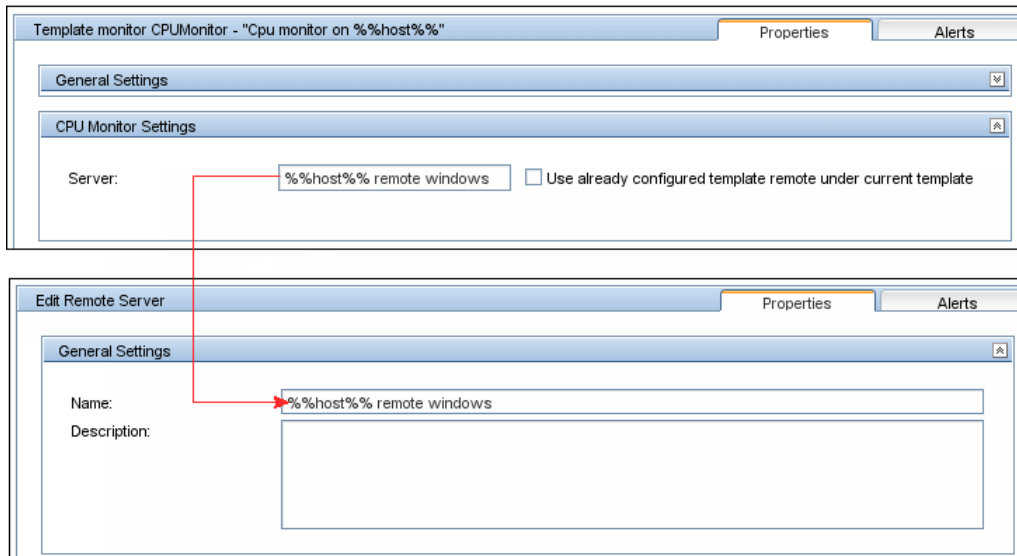 Template monitor CPUMonitor - "Cpu monitor on %%host%%"
Properties
Alerts
General Settings
CPU Monitor Settings
Server:
%%host%% remote windows
Use already configured template remote under current template
Edit Remote Server
Properties
Alerts
General Settings
Name:
%%host%% remote windows
Description: